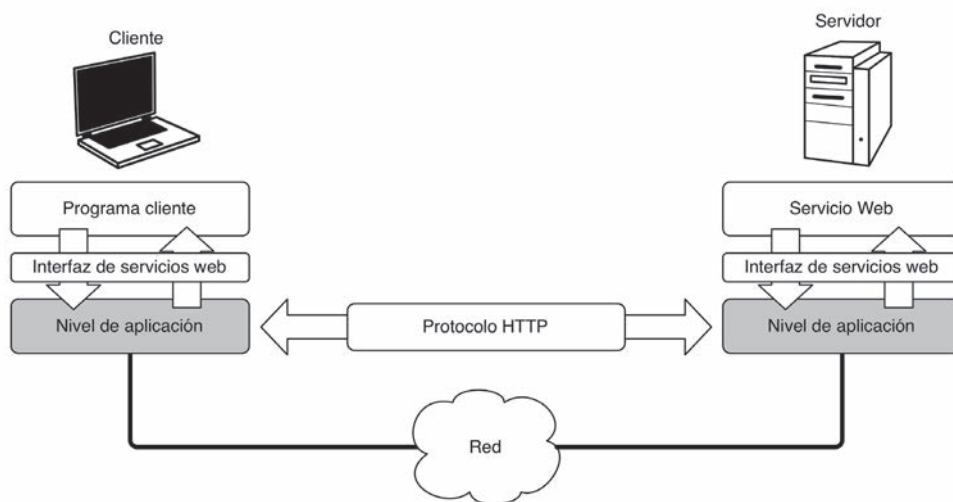 Cliente
Servidor
Programa cliente
Servicio Web
Interfaz de servicios web
Interfaz de servicios web
Nivel de aplicación
Protocolo HTTP
Nivel de aplicación
Red